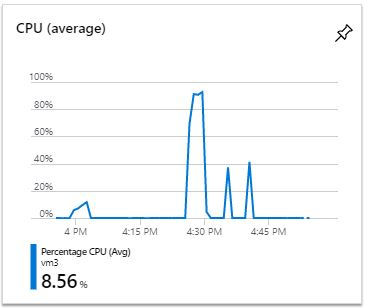 CPU (average)
100%
80%
60%
40%
20%
0%
4 PM 4:15 PM 4:30 PM 4:45 PM
Percentage CPU (Avg)
vm3
8.56 %